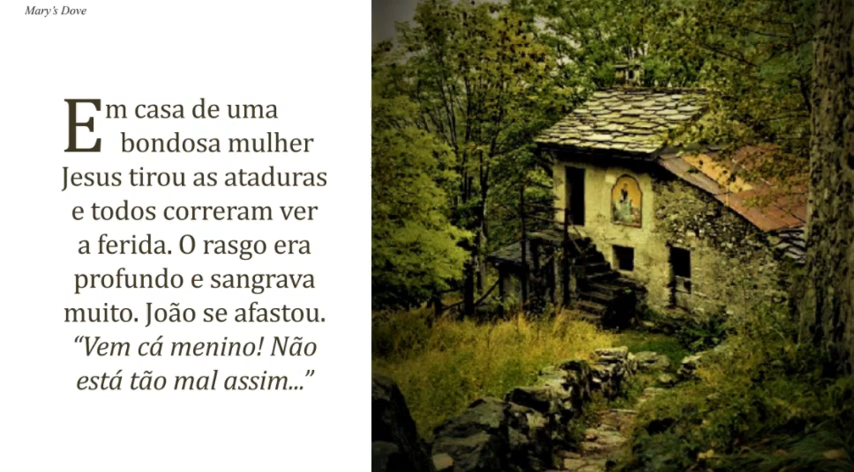 Mary's Dove
Em casa de uma
bondosa mulher
Jesus tirou as ataduras
e todos correram ver
a ferida. O rasgo era
profundo e sangrava
muito. João se afastou.
“Vem cá menino! Não
está tão mal assim...”